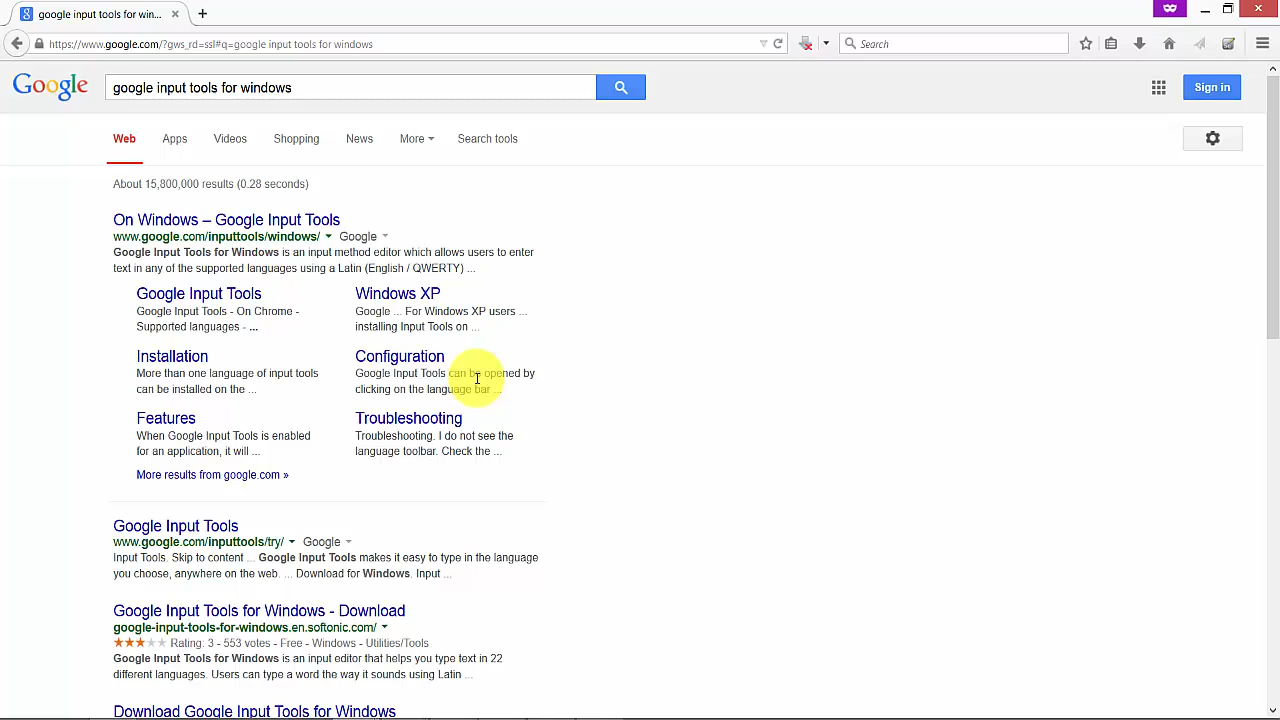 google input tools for win...
https://www.google.com/?gws_rd=ssl#q=google input tools for windows
Search
Google
google input tools for windows
Sign in
Web
Apps
Videos
Shopping
News
More
Search tools
About 15,800,000 results (0.28 seconds)
On Windows – Google Input Tools
www.google.com/inputtools/windows/ Google
Google Input Tools for Windows is an input method editor which allows users to enter
text in any of the supported languages using a Latin (English / QWERTY) ...
Google Input Tools
Google Input Tools - On Chrome -
Supported languages - ...
Windows XP
Google ... For Windows XP users ...
installing Input Tools on ...
Installation
More than one language of input tools
can be installed on the ...
Configuration
Google Input Tools can be opened by
clicking on the language bar ...
Features
When Google Input Tools is enabled
for an application, it will ...
Troubleshooting
Troubleshooting. I do not see the
language toolbar. Check the ...
More results from google.com »
Google Input Tools
www.google.com/inputtools/try/ Google
Input Tools. Skip to content ... Google Input Tools makes it easy to type in the language
you choose, anywhere on the web. ... Download for Windows. Input ...
Google Input Tools for Windows - Download
google-input-tools-for-windows.en.softonic.com/
Rating: 3 - 553 votes - Free - Windows - Utilities/Tools
Google Input Tools for Windows is an input editor that helps you type text in 22
different languages. Users can type a word the way it sounds using Latin ...
Download Google Input Tools for Windows